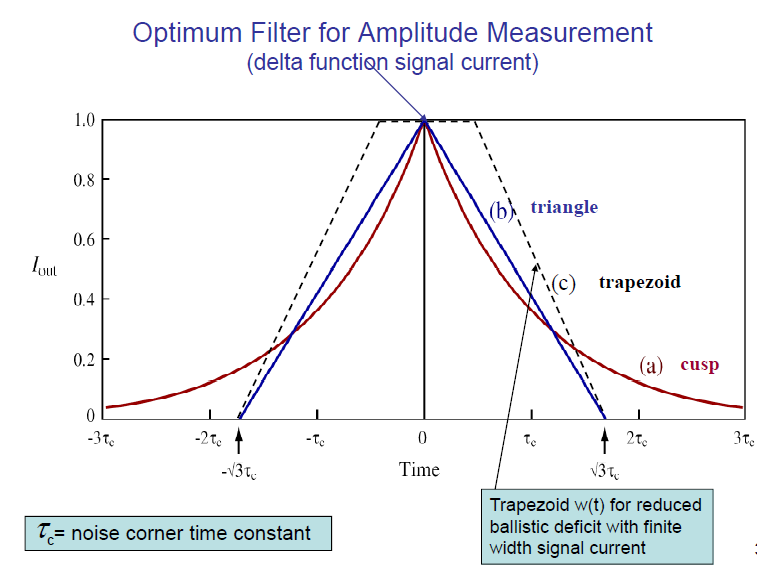 Optimum Filter for Amplitude Measurement
(delta function signal current)
1.0
0.8
0.6
0.4
0.2
0
Iout
(b) triangle
(c) trapezoid
(a) cusp
-3τc -2τc -τc 0 τc 2τc 3τc
-√3τc Time √3τc
τc= noise corner time constant
Trapezoid w(t) for reduced
ballistic deficit with finite
width signal current